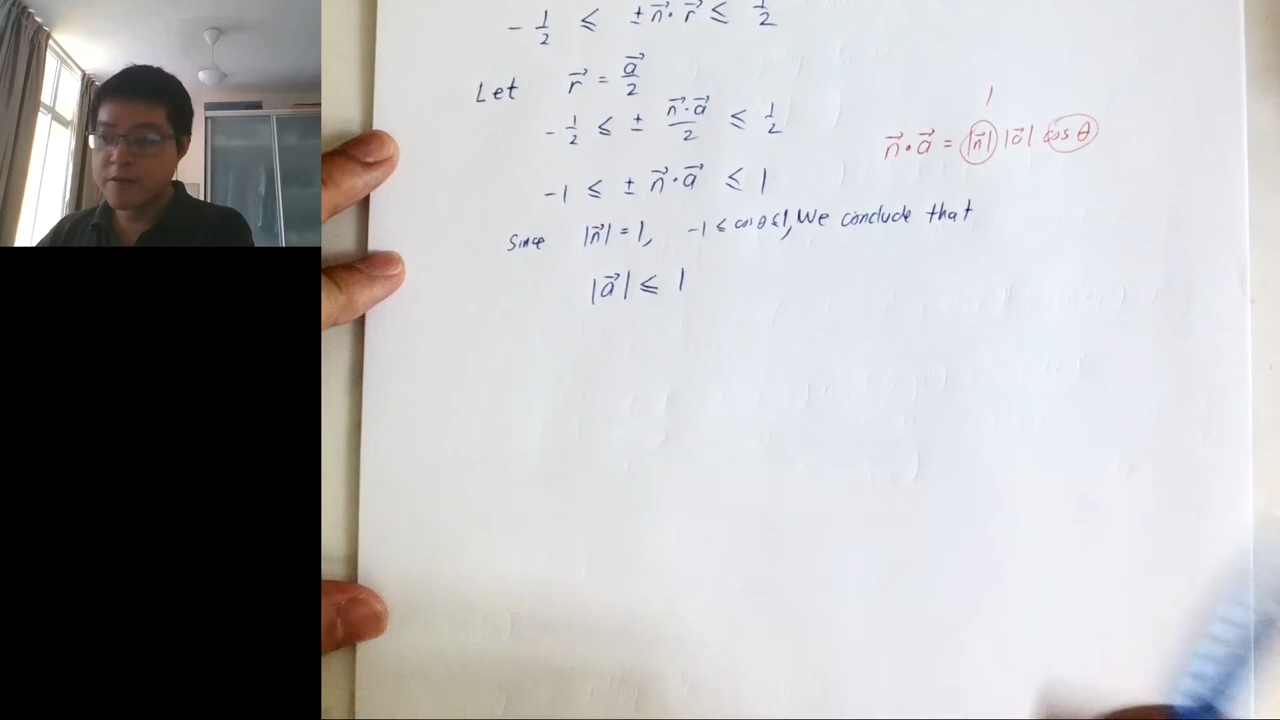 - 1/2 ≤ ± n⃗ · r⃗ ≤ 1/2
Let r⃗ = a⃗/2
- 1/2 ≤ ± n⃗·a⃗/2 ≤ 1/2
-1 ≤ ± n⃗ · a⃗ ≤ 1
1
n⃗ · a⃗ = |n⃗| |a⃗| cos θ
Since |n⃗| = 1, -1 ≤ cos θ ≤ 1, We conclude that
|a⃗| ≤ 1